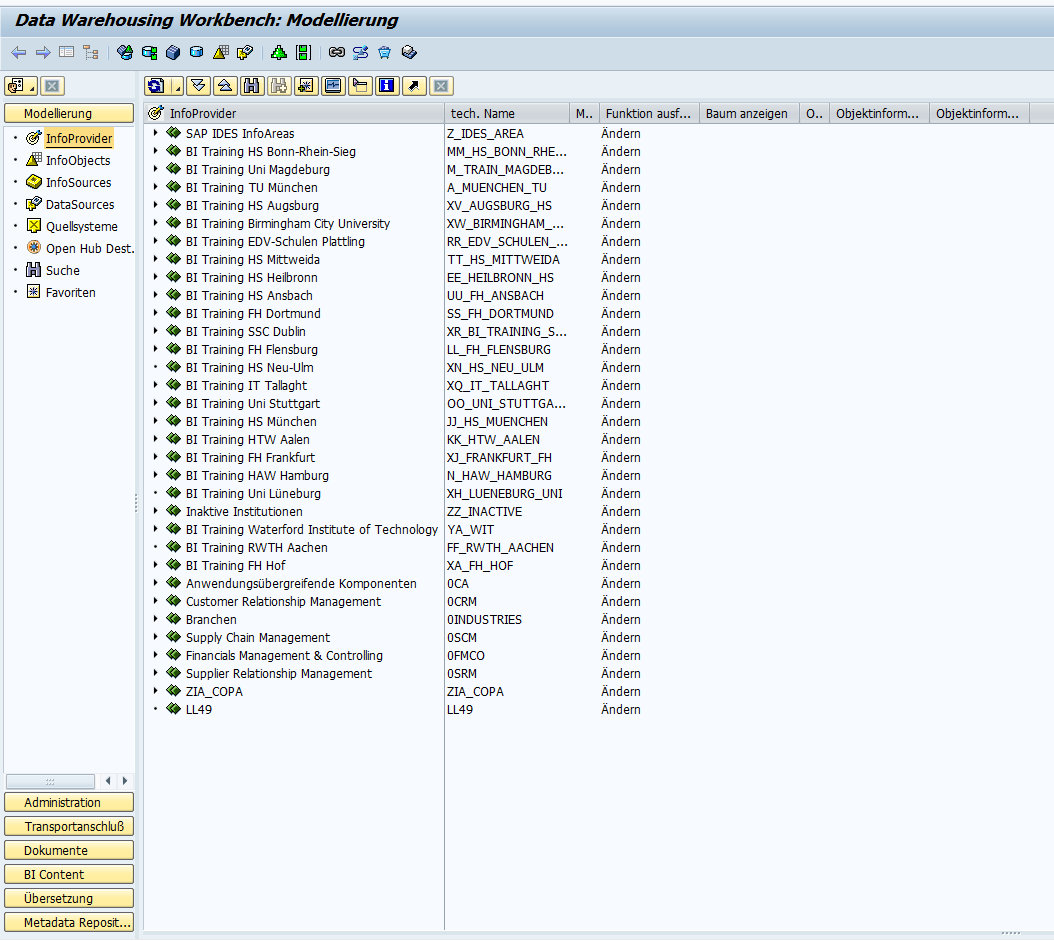 Data Warehousing Workbench: Modellierung
Modellierung
InfoProvider
InfoObjects
InfoSources
DataSources
Quellsysteme
Open Hub Dest.
Suche
Favoriten
Administration
Transportanschluß
Dokumente
BI Content
Übersetzung
Metadata Reposit...
InfoProvider tech. Name M.. Funktion ausf... Baum anzeigen O.. Objektinform... Objektinform...
SAP IDES InfoAreas Z_IDES_AREA Ändern
BI Training HS Bonn-Rhein-Sieg MM_HS_BONN_RHE... Ändern
BI Training Uni Magdeburg M_TRAIN_MAGDEB... Ändern
BI Training TU München A_MUENCHEN_TU Ändern
BI Training HS Augsburg XV_AUGSBURG_HS Ändern
BI Training Birmingham City University XW_BIRMINGHAM_... Ändern
BI Training EDV-Schulen Plattling RR_EDV_SCHULEN_... Ändern
BI Training HS Mittweida TT_HS_MITTWEIDA Ändern
BI Training HS Heilbronn EE_HEILBRONN_HS Ändern
BI Training HS Ansbach UU_FH_ANSBACH Ändern
BI Training FH Dortmund SS_FH_DORTMUND Ändern
BI Training SSC Dublin XR_BI_TRAINING_S... Ändern
BI Training FH Flensburg LL_FH_FLENSBURG Ändern
BI Training HS Neu-Ulm XN_HS_NEU_ULM Ändern
BI Training IT Tallaght XQ_IT_TALLAGHT Ändern
BI Training Uni Stuttgart OO_UNI_STUTTGA... Ändern
BI Training HS München JJ_HS_MUENCHEN Ändern
BI Training HTW Aalen KK_HTW_AALEN Ändern
BI Training FH Frankfurt XJ_FRANKFURT_FH Ändern
BI Training HAW Hamburg N_HAW_HAMBURG Ändern
BI Training Uni Lüneburg XH_LUENEBURG_UNI Ändern
Inaktive Institutionen ZZ_INACTIVE Ändern
BI Training Waterford Institute of Technology YA_WIT Ändern
BI Training RWTH Aachen FF_RWTH_AACHEN Ändern
BI Training FH Hof XA_FH_HOF Ändern
Anwendungsübergreifende Komponenten 0CA Ändern
Customer Relationship Management 0CRM Ändern
Branchen 0INDUSTRIES Ändern
Supply Chain Management 0SCM Ändern
Financials Management & Controlling 0FMCO Ändern
Supplier Relationship Management 0SRM Ändern
ZIA_COPA ZIA_COPA Ändern
LL49 LL49 Ändern